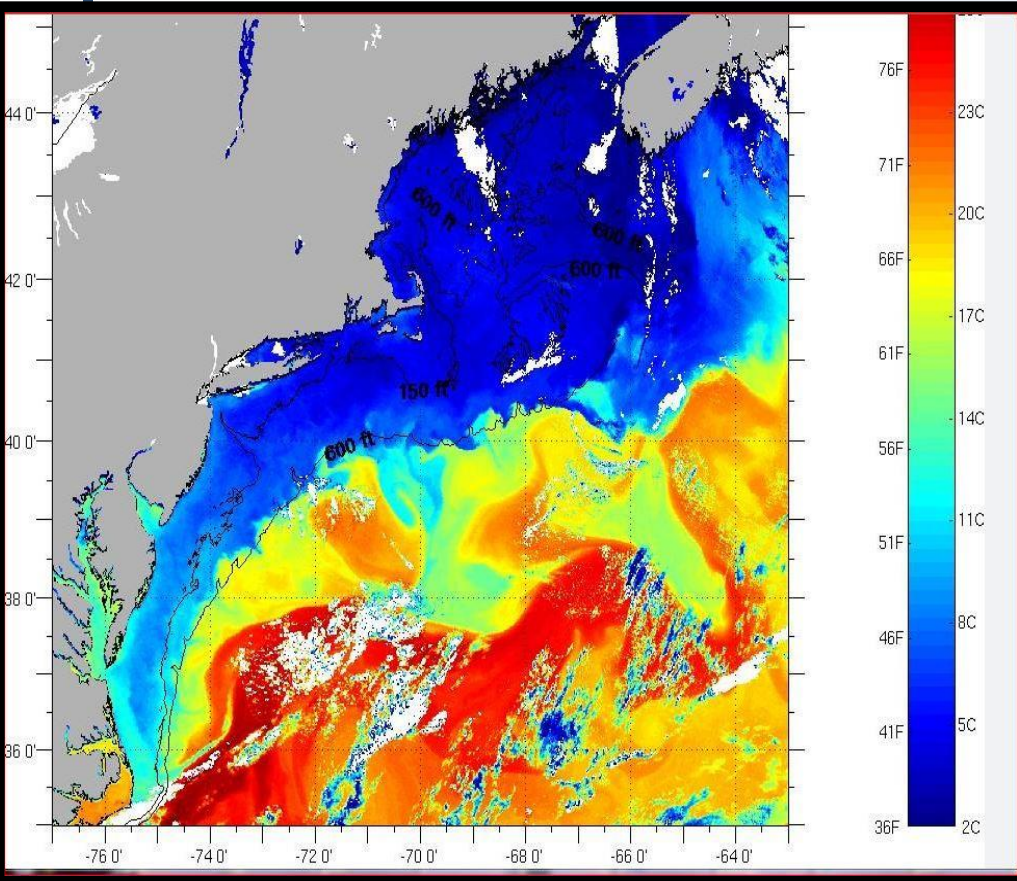 76F
23C
44 0'
71F
600 ft
20C
600 ft
66F
600 ft
42 0'
17C
61F
150 ft
14C
600 ft
40 0'
56F
11C
51F
38 0'
8C
46F
5C
41F
36 0'
36F
2C
-76 0'
-74 0'
-72 0'
-70 0'
-68 0'
-66 0'
-64 0'